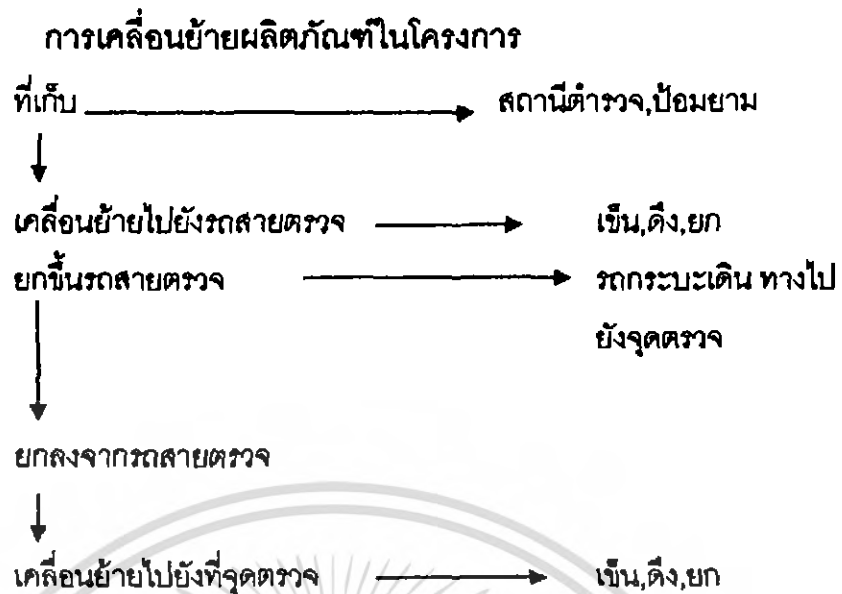 การเคลื่อนย้ายผลิตภัณฑ์ในโครงการ
ที่เก็บ สถานีตำรวจ,ป้อมยาม
เคลื่อนย้ายไปยังรถสายตรวจ เข็น,ดึง,ยก
ยกขึ้นรถสายตรวจ รถกระบะเดิน ทางไป
ยังจุดตรวจ
ยกลงจากรถสายตรวจ
เคลื่อนย้ายไปยังที่จุดตรวจ เข็น,ดึง,ยก